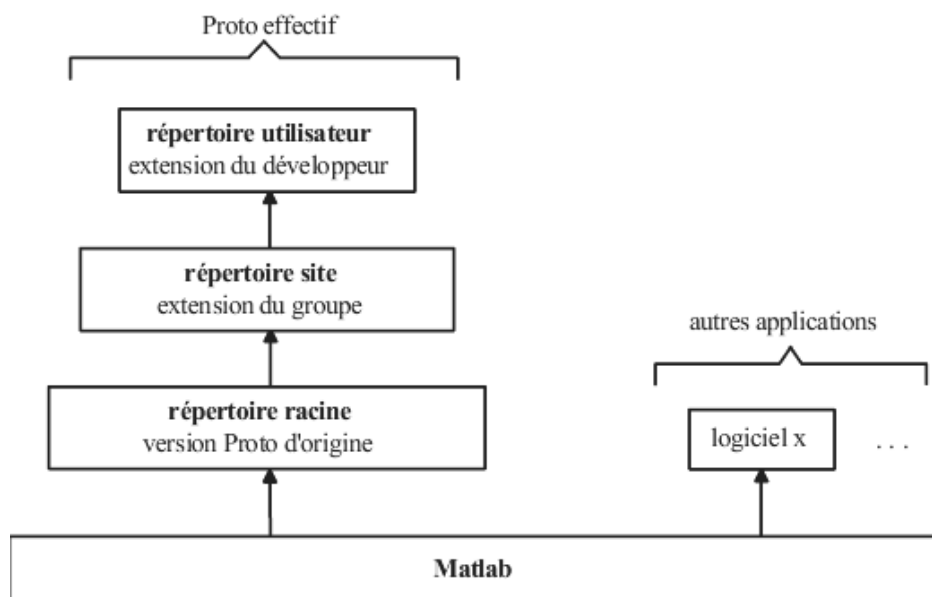 Proto effectif
répertoire utilisateur
extension du développeur
répertoire site
extension du groupe
autres applications
répertoire racine
version Proto d'origine
logiciel x
. . .
Matlab